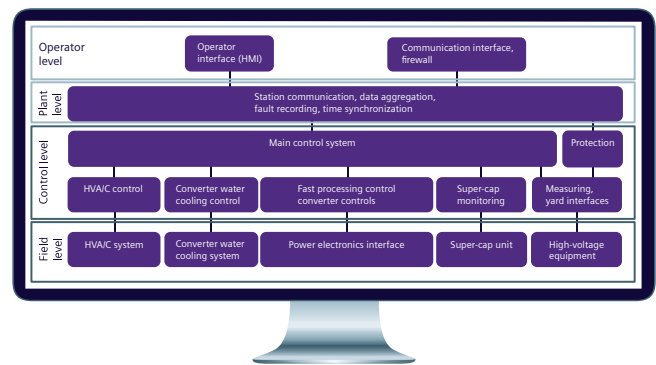 Operator
level
Operator
interface (HMI)
Communication interface,
firewall
Plant
level
Station communication, data aggregation,
fault recording, time synchronization
Control level
Main control system
Protection
HVA/C control
Converter water
cooling control
Fast processing control
converter controls
Super-cap
monitoring
Measuring,
yard interfaces
Field
level
HVA/C system
Converter water
cooling system
Power electronics interface
Super-cap unit
High-voltage
equipment